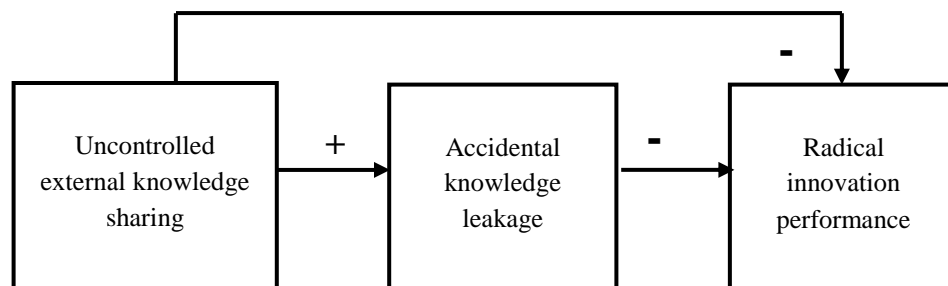 -
Uncontrolled
external knowledge
sharing
+
Accidental
knowledge
leakage
-
Radical
innovation
performance